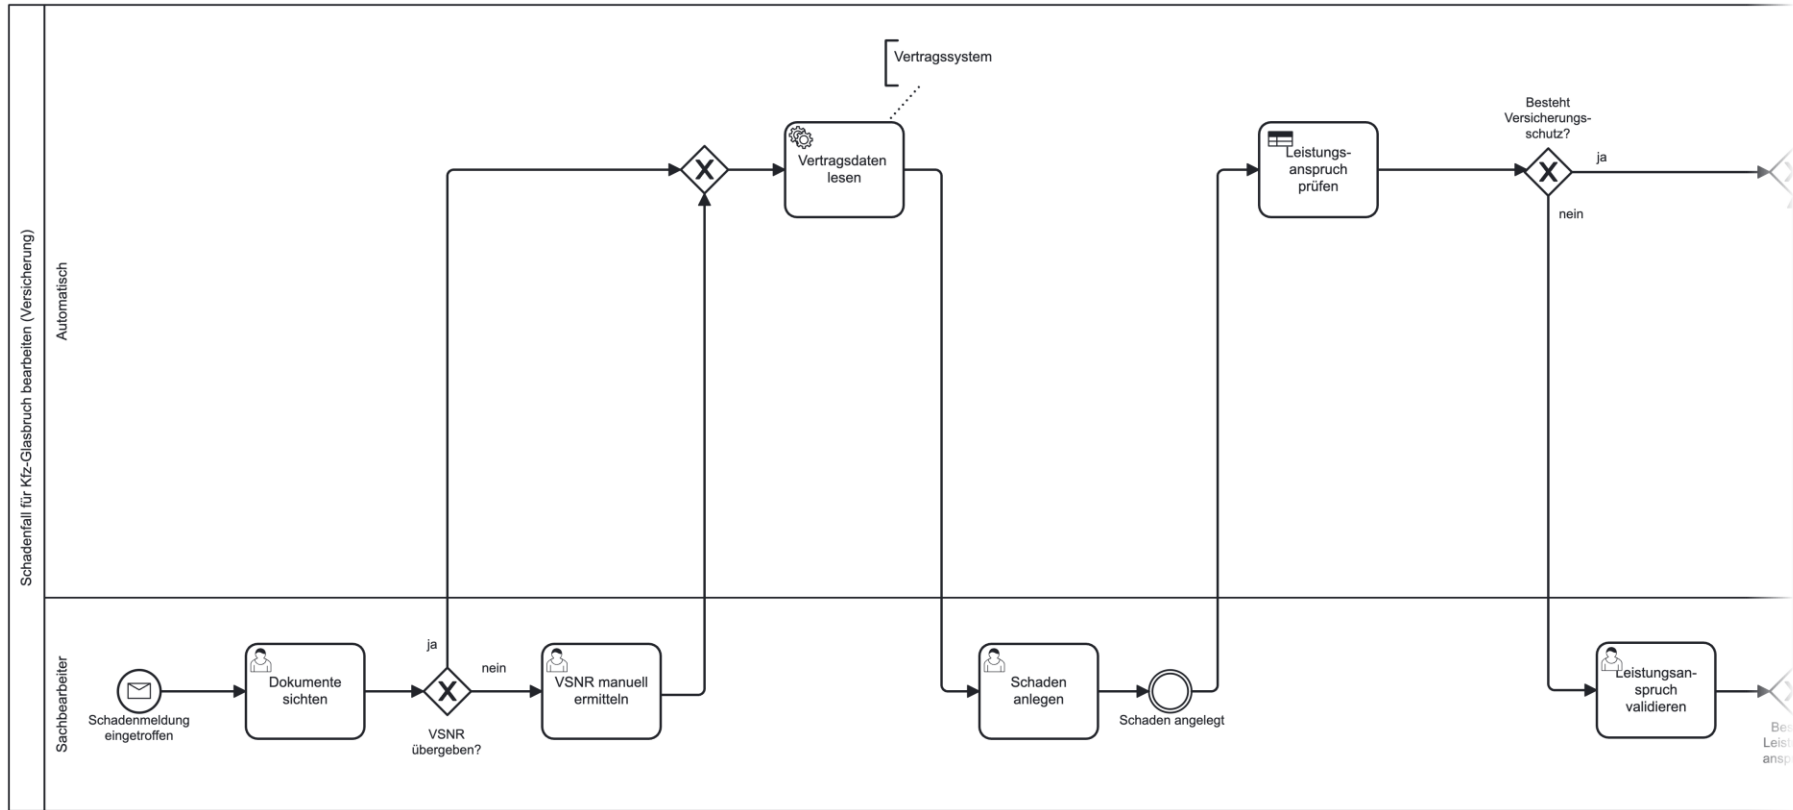 Schadenfall für Kfz-Glasbruch bearbeiten (Versicherung)
Automatisch
Vertragssystem
Vertragsdaten
lesen
Leistungs-
anspruch
prüfen
Besteht
Versicherungs-
schutz?
ja
nein
Sachbearbeiter
Schadenmeldung
eingetroffen
Dokumente
sichten
ja
nein
VSNR
übergeben?
VSNR manuell
ermitteln
Schaden
anlegen
Schaden angelegt
Leistungsan-
spruch
validieren